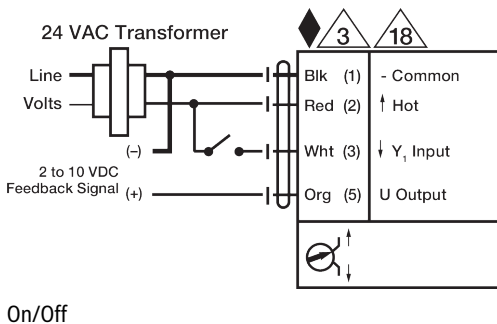 24 VAC Transformer
3
18
Line
Volts
Blk (1) - Common
Red (2) Hot
(–)
Wht (3) Y1 Input
2 to 10 VDC
Feedback Signal (+)
Org (5) U Output
On/Off